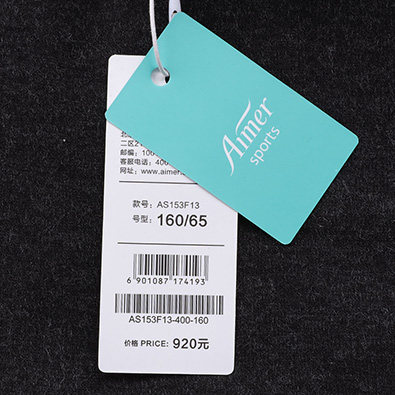 Aimer
sports
二区2
邮编：100
客服电话：400
网址：www.aimer
款号：AS153F13
号型：160/65
6 901087 174193
AS153F13-400-160
价格 PRICE: 920元